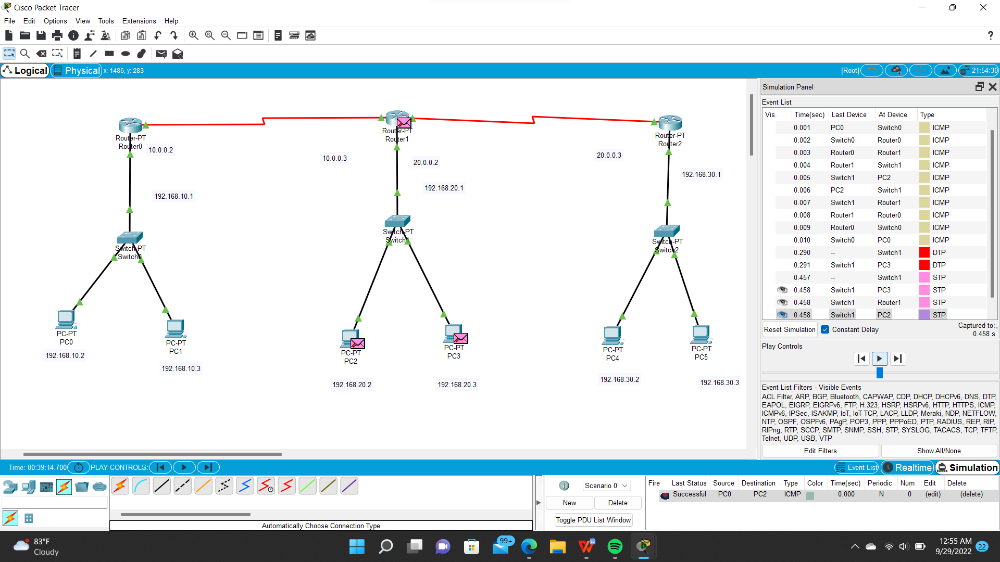 Cisco Packet Tracer
File Edit Options View Tools Extensions Help
?
Logical Physical x: 1486, y: 283 [Root] 21:54:30
Router-PT
Router0
10.0.0.2
192.168.10.1
Switch-PT
Switch0
PC-PT
PC0
192.168.10.2
PC-PT
PC1
192.168.10.3
Router-PT
Router1
10.0.0.3
20.0.0.2
192.168.20.1
Switch-PT
Switch1
PC-PT
PC2
192.168.20.2
PC-PT
PC3
192.168.20.3
Router-PT
Router2
20.0.0.3
192.168.30.1
Switch-PT
Switch2
PC-PT
PC4
192.168.30.2
PC-PT
PC5
192.168.30.3
Simulation Panel
Event List
Vis. Time(sec) Last Device At Device Type
0.001 PC0 Switch0 ICMP
0.002 Switch0 Router0 ICMP
0.003 Router0 Router1 ICMP
0.004 Router1 Switch1 ICMP
0.005 Switch1 PC2 ICMP
0.006 PC2 Switch1 ICMP
0.007 Switch1 Router1 ICMP
0.008 Router1 Router0 ICMP
0.009 Router0 Switch0 ICMP
0.010 Switch0 PC0 ICMP
0.290 -- Switch1 DTP
0.291 Switch1 PC3 DTP
0.457 -- Switch1 STP
0.458 Switch1 PC3 STP
0.458 Switch1 Router1 STP
0.458 Switch1 PC2 STP
Reset Simulation Constant Delay Captured to:
0.458 s
Play Controls
Event List Filters - Visible Events
ACL Filter, ARP, BGP, Bluetooth, CAPWAP, CDP, DHCP, DHCPv6, DNS, DTP,
EAPOL, EIGRP, EIGRPv6, FTP, H.323, HSRP, HSRPv6, HTTP, HTTPS, ICMP,
ICMPv6, IPSec, ISAKMP, IoT, IoT TCP, LACP, LLDP, Meraki, NDP, NETFLOW,
NTP, OSPF, OSPFv6, PAgP, POP3, PPP, PPPoED, PTP, RADIUS, REP, RIP,
RIPng, RTP, SCCP, SMTP, SNMP, SSH, STP, SYSLOG, TACACS, TCP, TFTP,
Telnet, UDP, USB, VTP
Edit Filters Show All/None
Time: 00:39:14.700 PLAY CONTROLS: Event List Realtime Simulation
Automatically Choose Connection Type
Scenario 0
New Delete
Toggle PDU List Window
Fire Last Status Source Destination Type Color Time(sec) Periodic Num Edit Delete
Successful PC0 PC2 ICMP 0.000 N 0 (edit) (delete)
83°F
Cloudy
99+
12:55 AM
9/29/2022
22